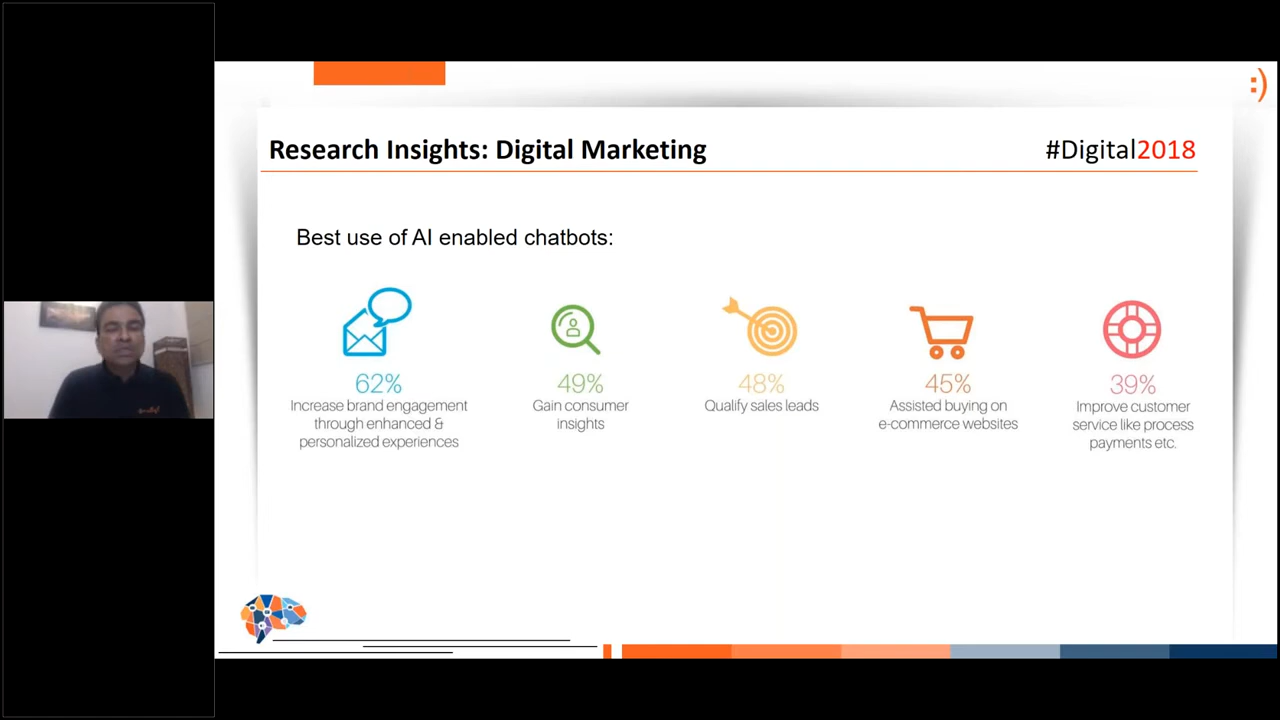 :)
Research Insights: Digital Marketing
#Digital2018
Best use of AI enabled chatbots:
62%
Increase brand engagement
through enhanced &
personalized experiences
49%
Gain consumer
insights
48%
Qualify sales leads
45%
Assisted buying on
e-commerce websites
39%
Improve customer
service like process
payments etc.